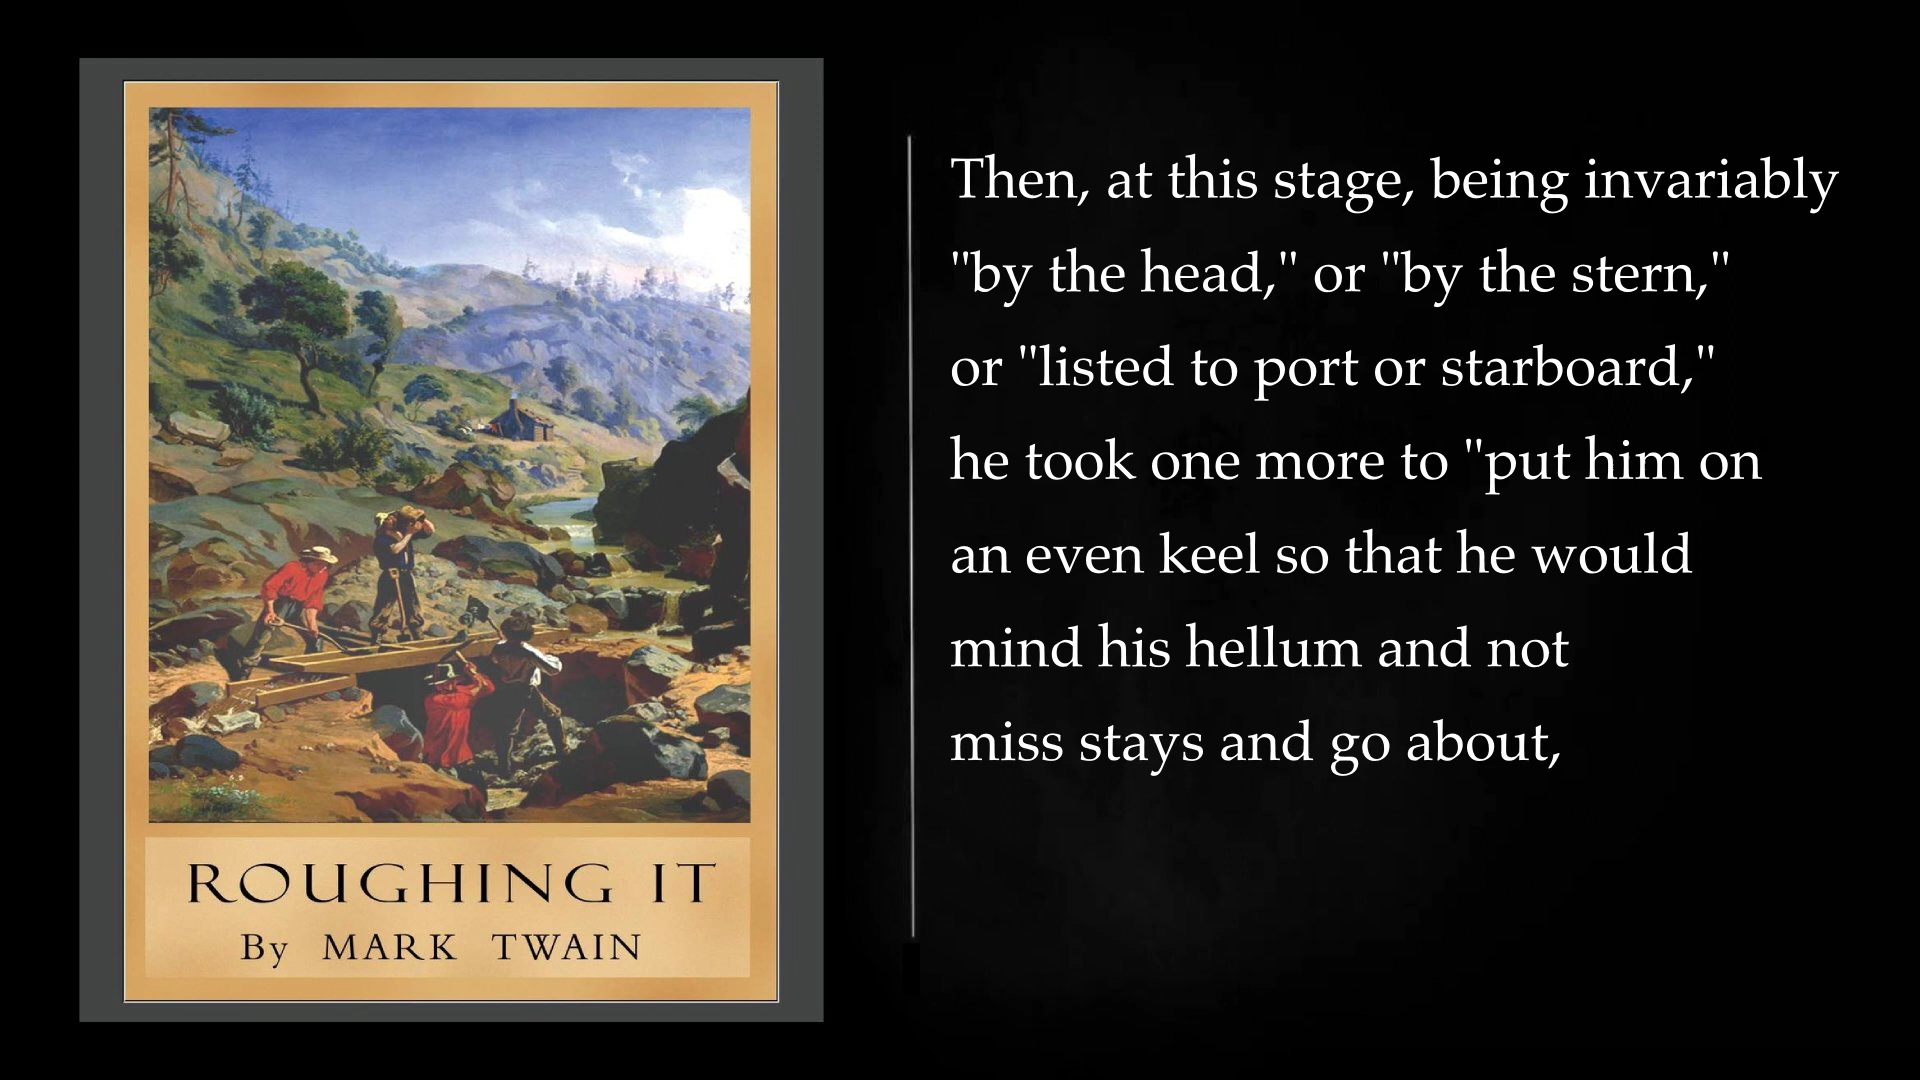 ROUGHING IT
By MARK TWAIN
Then, at this stage, being invariably
"by the head," or "by the stern,"
or "listed to port or starboard,"
he took one more to "put him on
an even keel so that he would
mind his hellum and not
miss stays and go about,